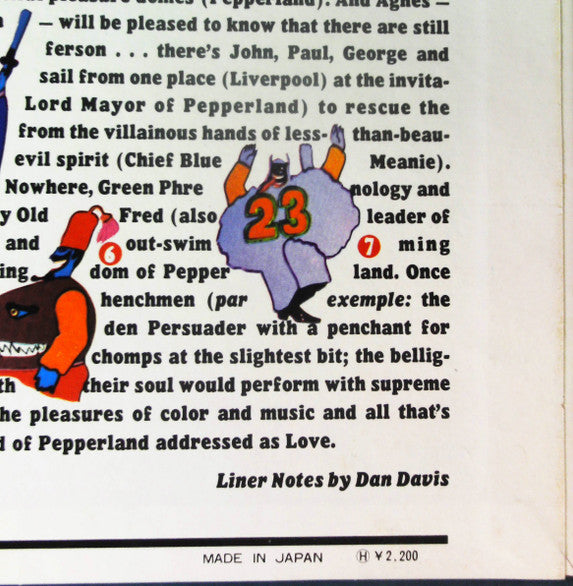 pleasure domes (Pepperland). And Agnes —
— will be pleased to know that there are still
ferson . . . there's John, Paul, George and
sail from one place (Liverpool) at the invita-
Lord Mayor of Pepperland) to rescue the
from the villainous hands of less- than-beau-
evil spirit (Chief Blue Meanie).
Nowhere, Green Phre nology and
y Old Fred (also leader of
and 6 out-swim 7 ming
ing dom of Pepper land. Once
henchmen (par exemple: the
den Persuader with a penchant for
chomps at the slightest bit; the bellig-
th their soul would perform with supreme
he pleasures of color and music and all that's
d of Pepperland addressed as Love.
23
Liner Notes by Dan Davis
MADE IN JAPAN Ⓗ ¥2.200